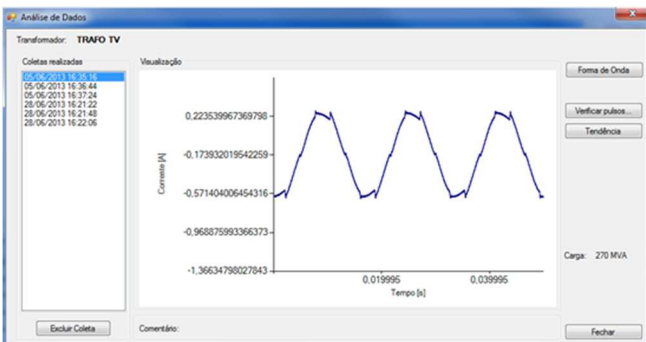 Análise de Dados
Transformador: TRAFO TV
Coletas realizadas
05/06/2013 16:35:16
05/06/2013 16:36:44
05/06/2013 16:37:24
28/06/2013 16:21:22
28/06/2013 16:21:48
28/06/2013 16:22:06
Excluir Coleta
Visualização
Corrente [A]
0,223539967369798
-0,173932019542259
-0,571404006454316
-0,968875993366373
-1,36634798027843
0,019995
0,039995
Tempo [s]
Comentário:
Forma de Onda
Verificar pulsos...
Tendência
Carga: 270 MVA
Fechar